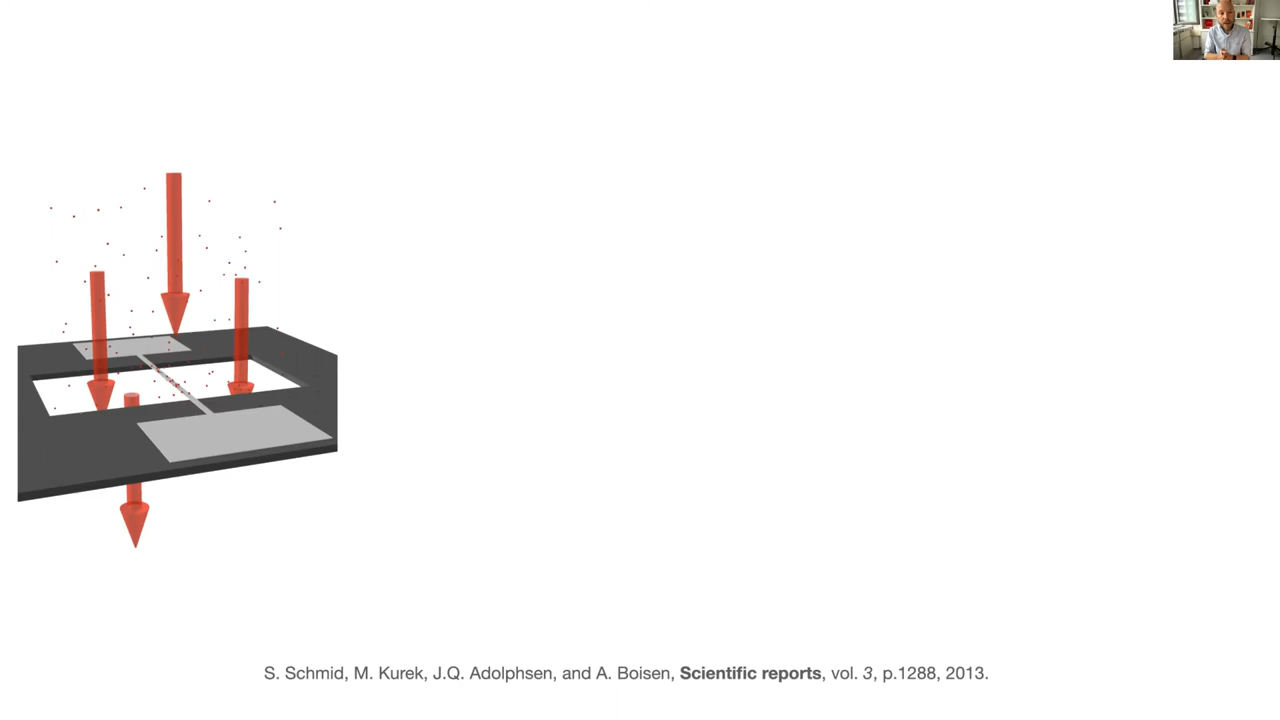 S. Schmid, M. Kurek, J.Q. Adolphsen, and A. Boisen, Scientific reports, vol. 3, p.1288, 2013.